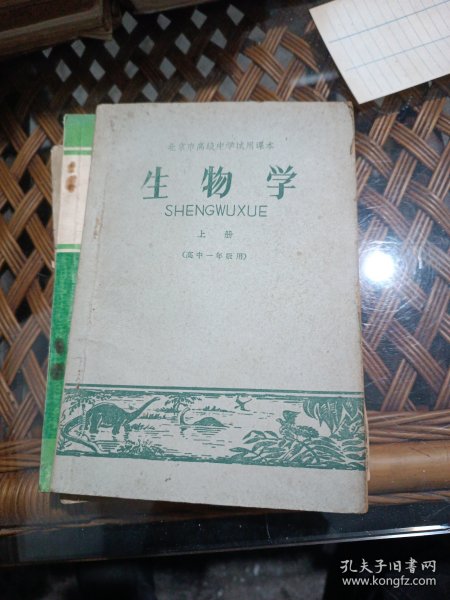 北京市高级中学试用课本
生物学
SHENGWUXUE
上册
(高中一年级用)
孔夫子旧书网
www.kongfz.com